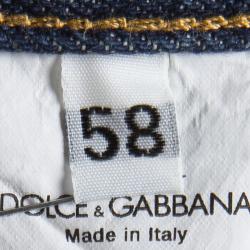 58
DOLCE & GABBANA
Made in Italy